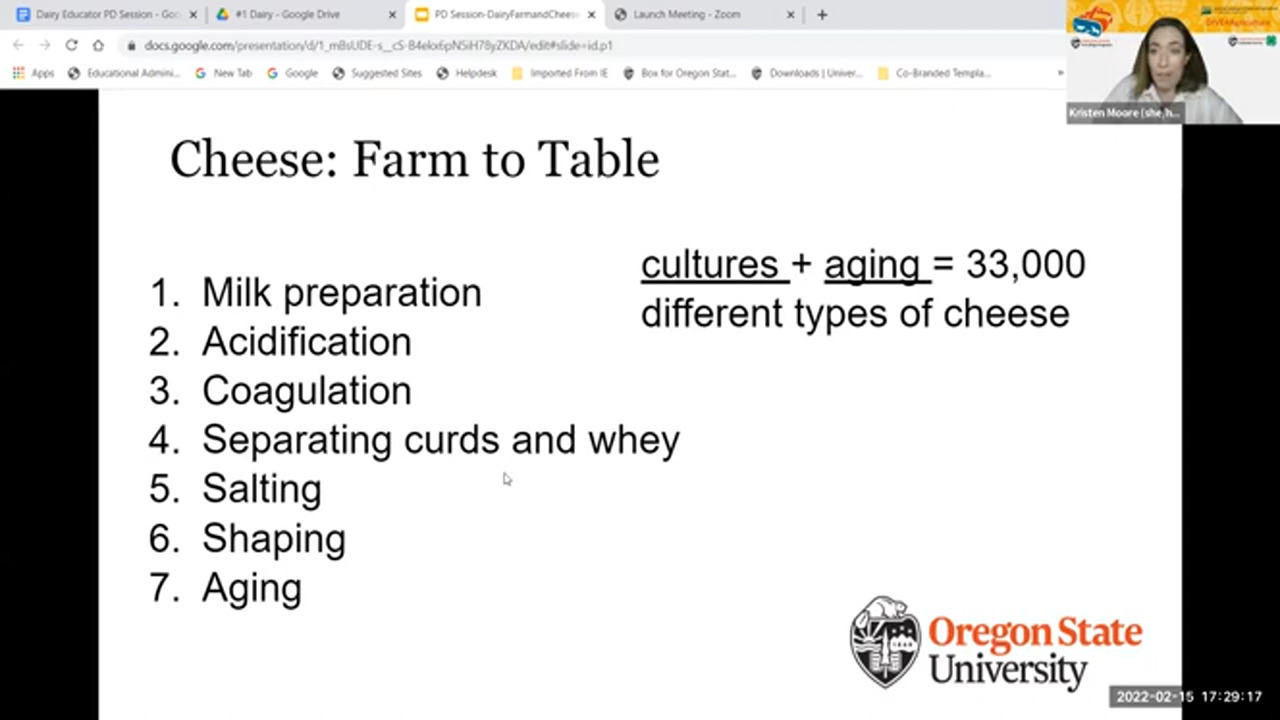 Dairy Educator PD Session - Goo
#1 Dairy - Google Drive
PD Session-DairyFarmandCheese
Launch Meeting - Zoom
Apps
Educational Admini...
New Tab
Google
Suggested Sites
Helpdesk
Imported From IE
Box for Oregon Stat...
Downloads | Univer...
Co-Branded Templa...
Kristen Moore (she/h...
Cheese: Farm to Table
cultures + aging = 33,000
different types of cheese
1. Milk preparation
2. Acidification
3. Coagulation
4. Separating curds and whey
5. Salting
6. Shaping
7. Aging
Oregon State
University
2022-02-15 17:29:17